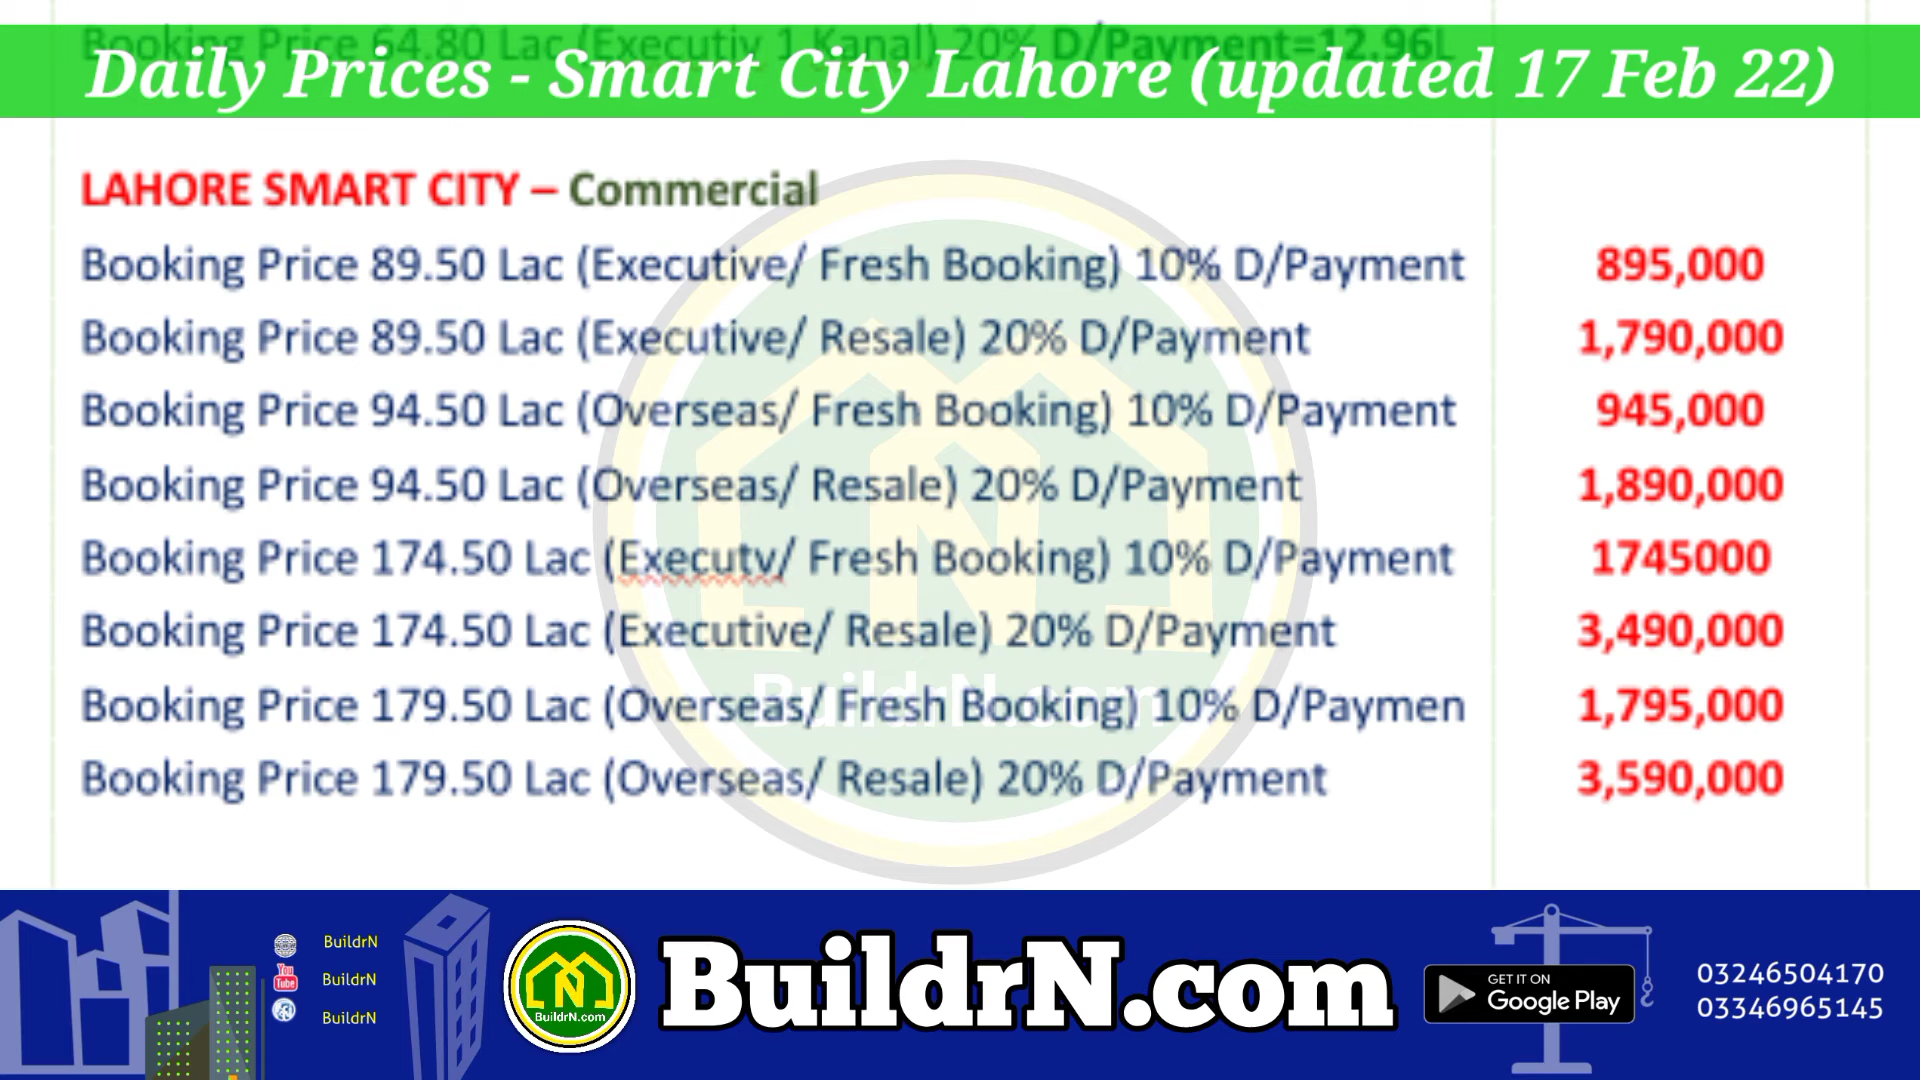 Booking Price 64.80 Lac (Executiv 1 Kanal) 20% D/Payment=12.96L
Daily Prices - Smart City Lahore (updated 17 Feb 22)
LAHORE SMART CITY – Commercial
Booking Price 89.50 Lac (Executive/ Fresh Booking) 10% D/Payment 895,000
Booking Price 89.50 Lac (Executive/ Resale) 20% D/Payment 1,790,000
Booking Price 94.50 Lac (Overseas/ Fresh Booking) 10% D/Payment 945,000
Booking Price 94.50 Lac (Overseas/ Resale) 20% D/Payment 1,890,000
Booking Price 174.50 Lac (Executv/ Fresh Booking) 10% D/Payment 1745000
Booking Price 174.50 Lac (Executive/ Resale) 20% D/Payment 3,490,000
BuildrN.com
Booking Price 179.50 Lac (Overseas/ Fresh Booking) 10% D/Paymen 1,795,000
Booking Price 179.50 Lac (Overseas/ Resale) 20% D/Payment 3,590,000
BuildrN
You Tube BuildrN
BuildrN
N
BuildrN.com
BuildrN.com
GET IT ON
Google Play
03246504170
03346965145